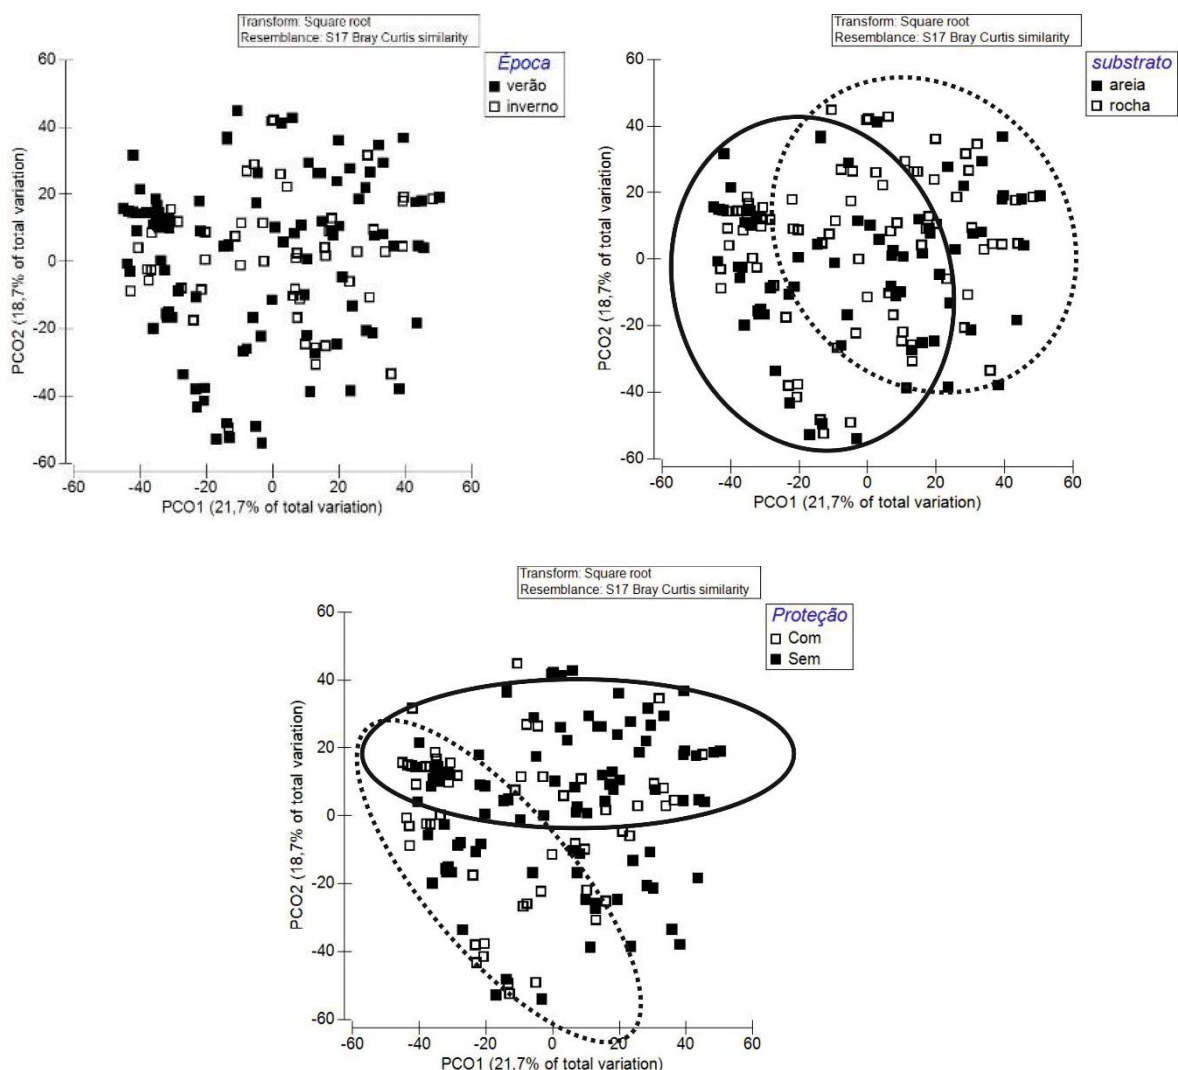 Transform: Square root
Resemblance: S17 Bray Curtis similarity
Época
verão
inverno
60
40
20
0
-20
-40
-60
PCO2 (18,7% of total variation)
-60 -40 -20 0 20 40 60
PCO1 (21,7% of total variation)
Transform: Square root
Resemblance: S17 Bray Curtis similarity
substrato
areia
rocha
60
40
20
0
-20
-40
-60
PCO2 (18,7% of total variation)
-60 -40 -20 0 20 40 60
PCO1 (21,7% of total variation)
Transform: Square root
Resemblance: S17 Bray Curtis similarity
Proteção
Com
Sem
60
40
20
0
-20
-40
-60
PCO2 (18,7% of total variation)
-60 -40 -20 0 20 40 60
PCO1 (21,7% of total variation)